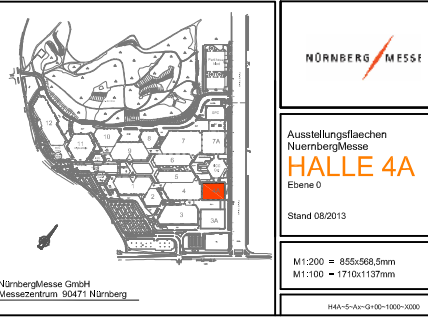 12
11
10
9
8
7
7A
6
5
4
1
2
3
3A
NürnbergMesse GmbH
Messezentrum 90471 Nürnberg
NÜRNBERG MESSE
Ausstellungsflaechen
NuernbergMesse
HALLE 4A
Ebene 0
Stand 08/2013
M1:200 = 855x568,5mm
M1:100 = 1710x1137mm
H4A~5~Ax~G+00~1000~X000